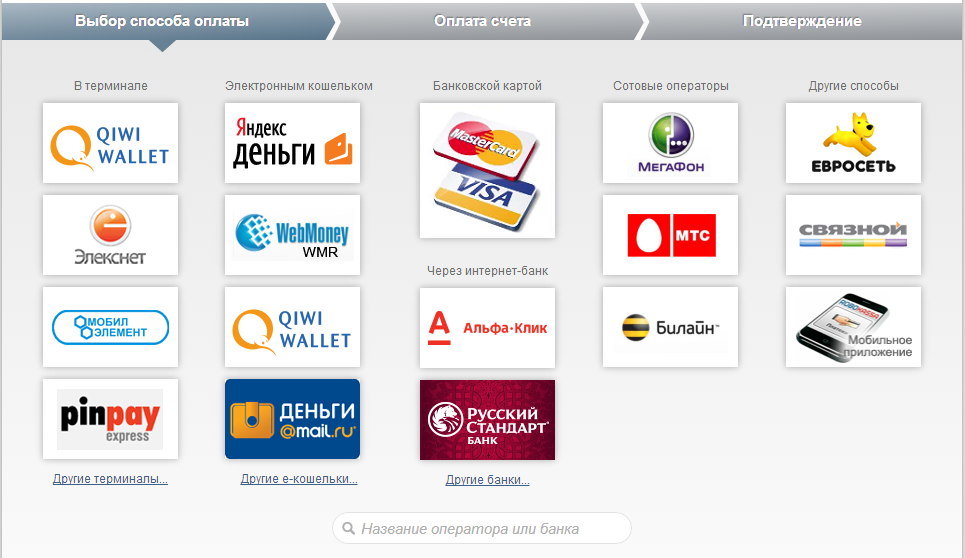 Выбор способа оплаты
Оплата счета
Подтверждение
В терминале
Электронным кошельком
Банковской картой
Сотовые операторы
Другие способы
QIWI
WALLET
Яндекс
деньги
MasterCard
VISA
МЕГАФОН
ЕВРОСЕТЬ
Элекснет
WebMoney
WMR
МТС
СВЯЗНОЙ
Через интернет-банк
МОБИЛ
ЭЛЕМЕНТ
QIWI
WALLET
А
Альфа·Клик
Билайн™
ROBOKASSA
Мобильное
приложение
pinpay
express
ДЕНЬГИ
@mail.ru
РУССКИЙ
СТАНДАРТ
БАНК
Другие терминалы...
Другие е-кошельки...
Другие банки...
Название оператора или банка